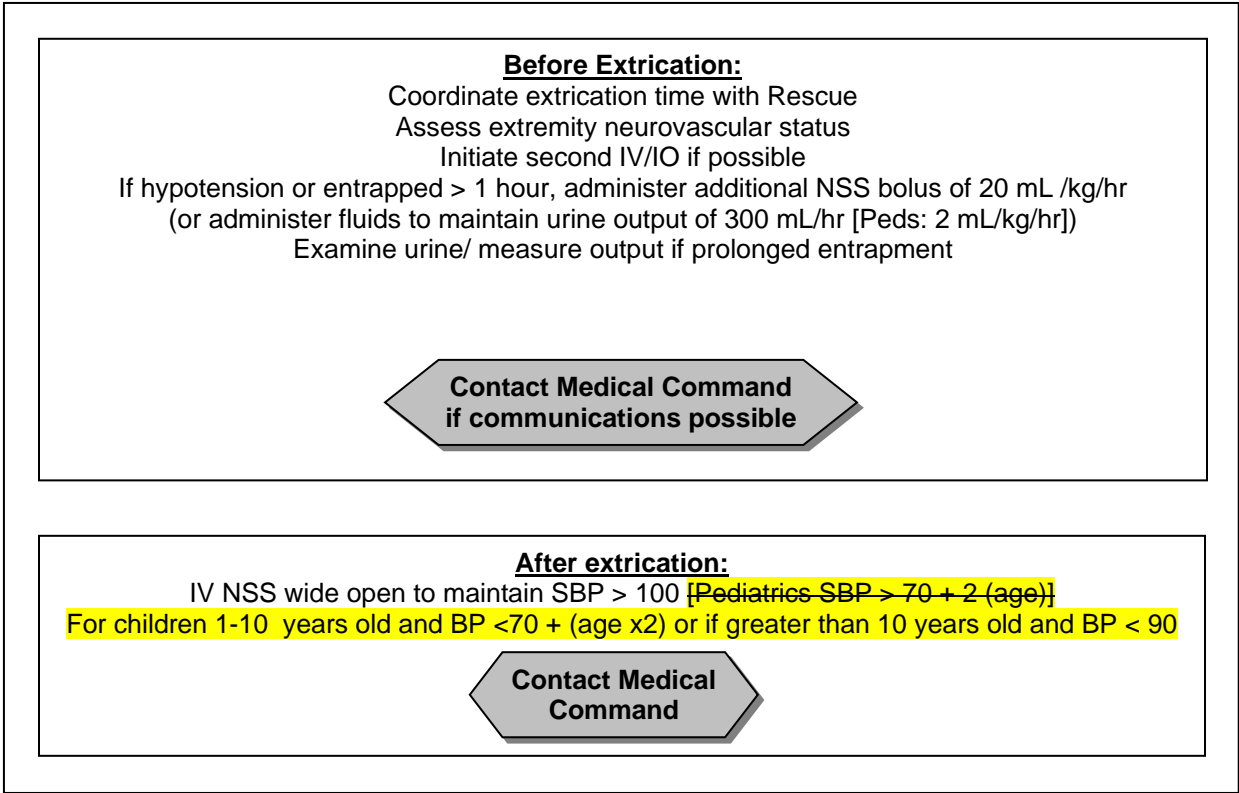 Before Extrication:
Coordinate extrication time with Rescue
Assess extremity neurovascular status
Initiate second IV/IO if possible
If hypotension or entrapped > 1 hour, administer additional NSS bolus of 20 mL /kg/hr
(or administer fluids to maintain urine output of 300 mL/hr [Peds: 2 mL/kg/hr])
Examine urine/ measure output if prolonged entrapment
Contact Medical Command
if communications possible
After extrication:
IV NSS wide open to maintain SBP > 100 [Pediatrics SBP > 70 + 2 (age)]
For children 1-10  years old and BP <70 + (age x2) or if greater than 10 years old and BP < 90
Contact Medical
Command